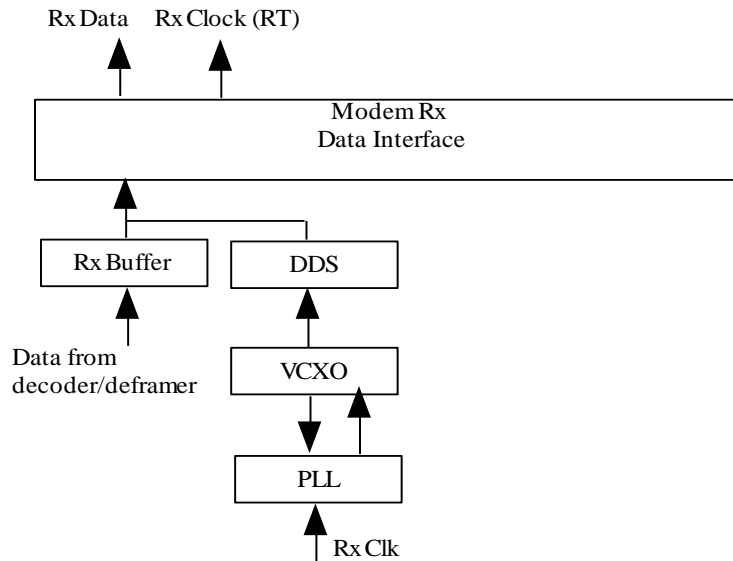 Rx Data
Rx Clock (RT)
Modem Rx
Data Interface
Rx Buffer
DDS
Data from
decoder/deframer
VCXO
PLL
Rx Clk